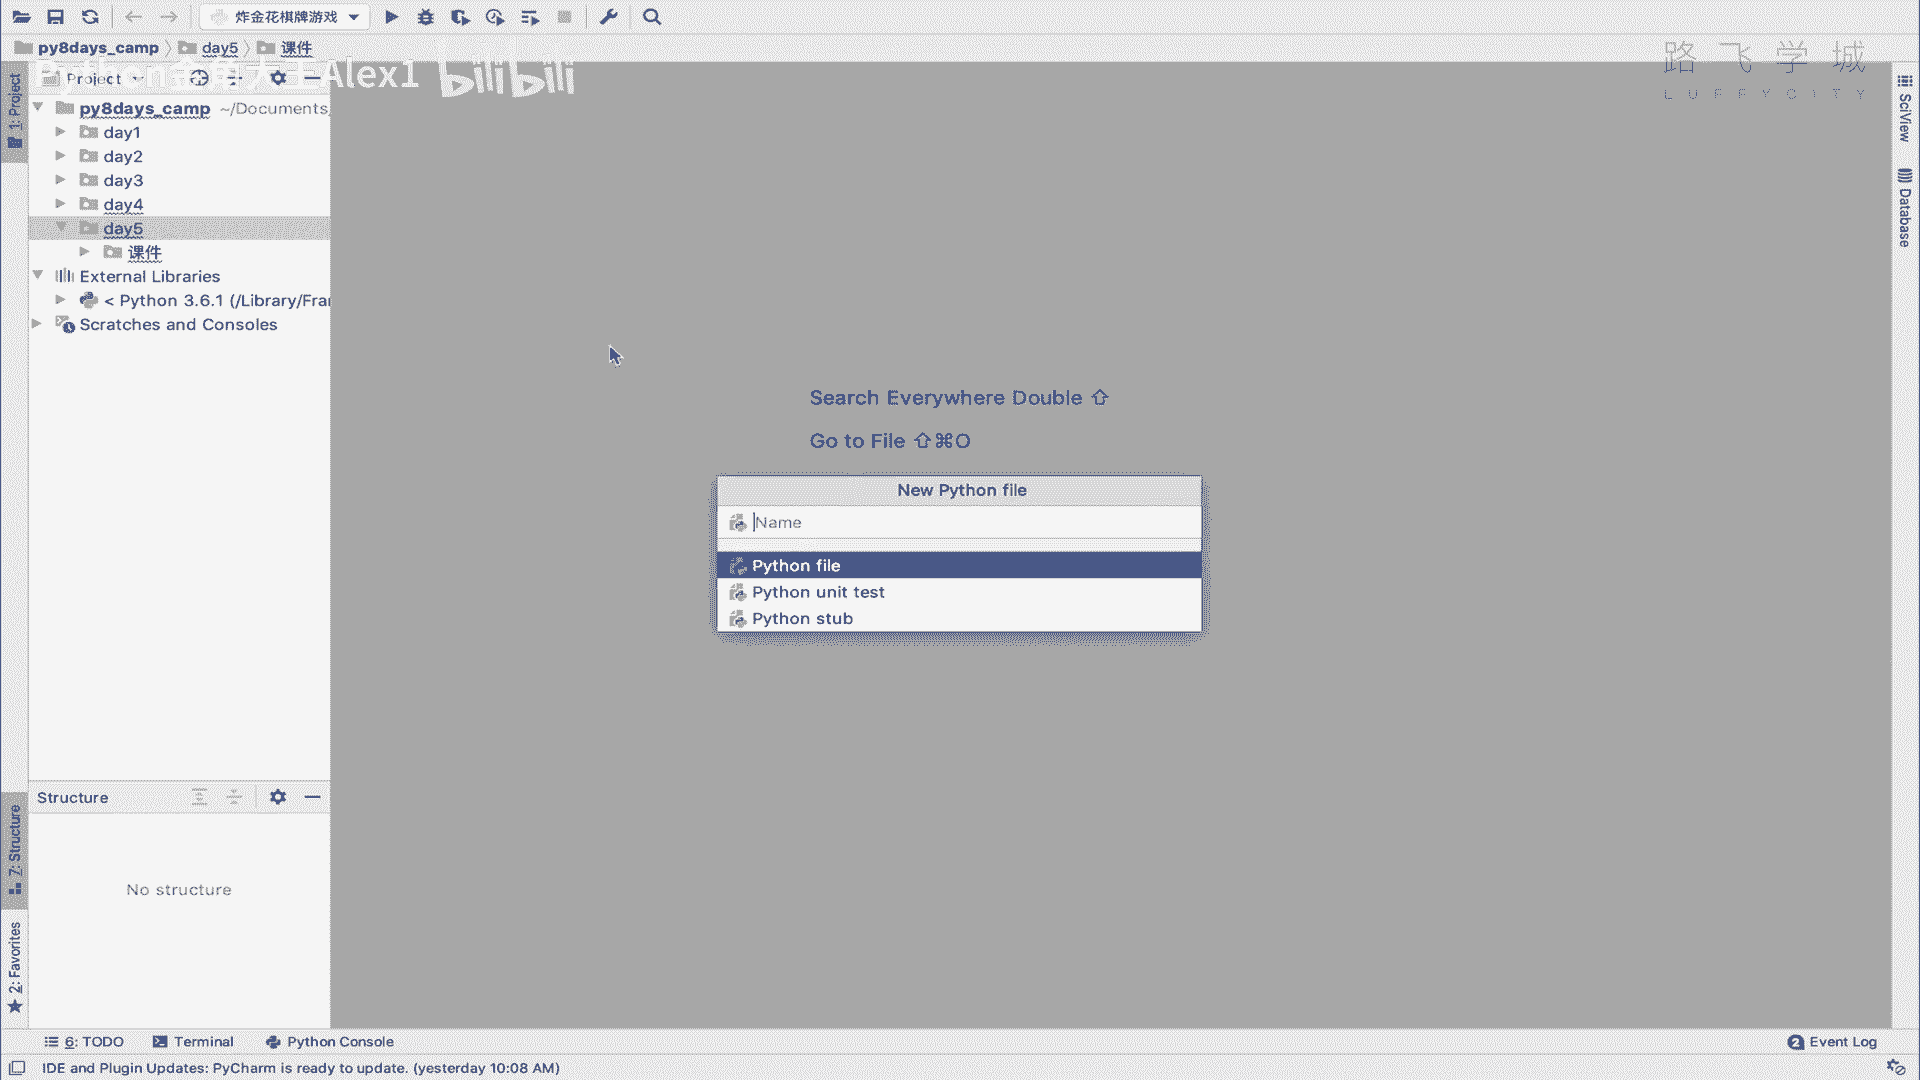 炸金花棋牌游戏
py8days_camp
day5
课件
路飞学城
LUFFYCITY
Python金角大王Alex1 bilibili
Project
1: Project
py8days_camp ~/Documents/
day1
day2
day3
day4
day5
课件
External Libraries
< Python 3.6.1 (/Library/Fra
Scratches and Consoles
SciView
Database
Search Everywhere Double ⇧
Go to File ⇧⌘O
New Python file
Name
Python file
Python unit test
Python stub
Structure
No structure
7: Structure
2: Favorites
6: TODO
Terminal
Python Console
2 Event Log
IDE and Plugin Updates: PyCharm is ready to update. (yesterday 10:08 AM)